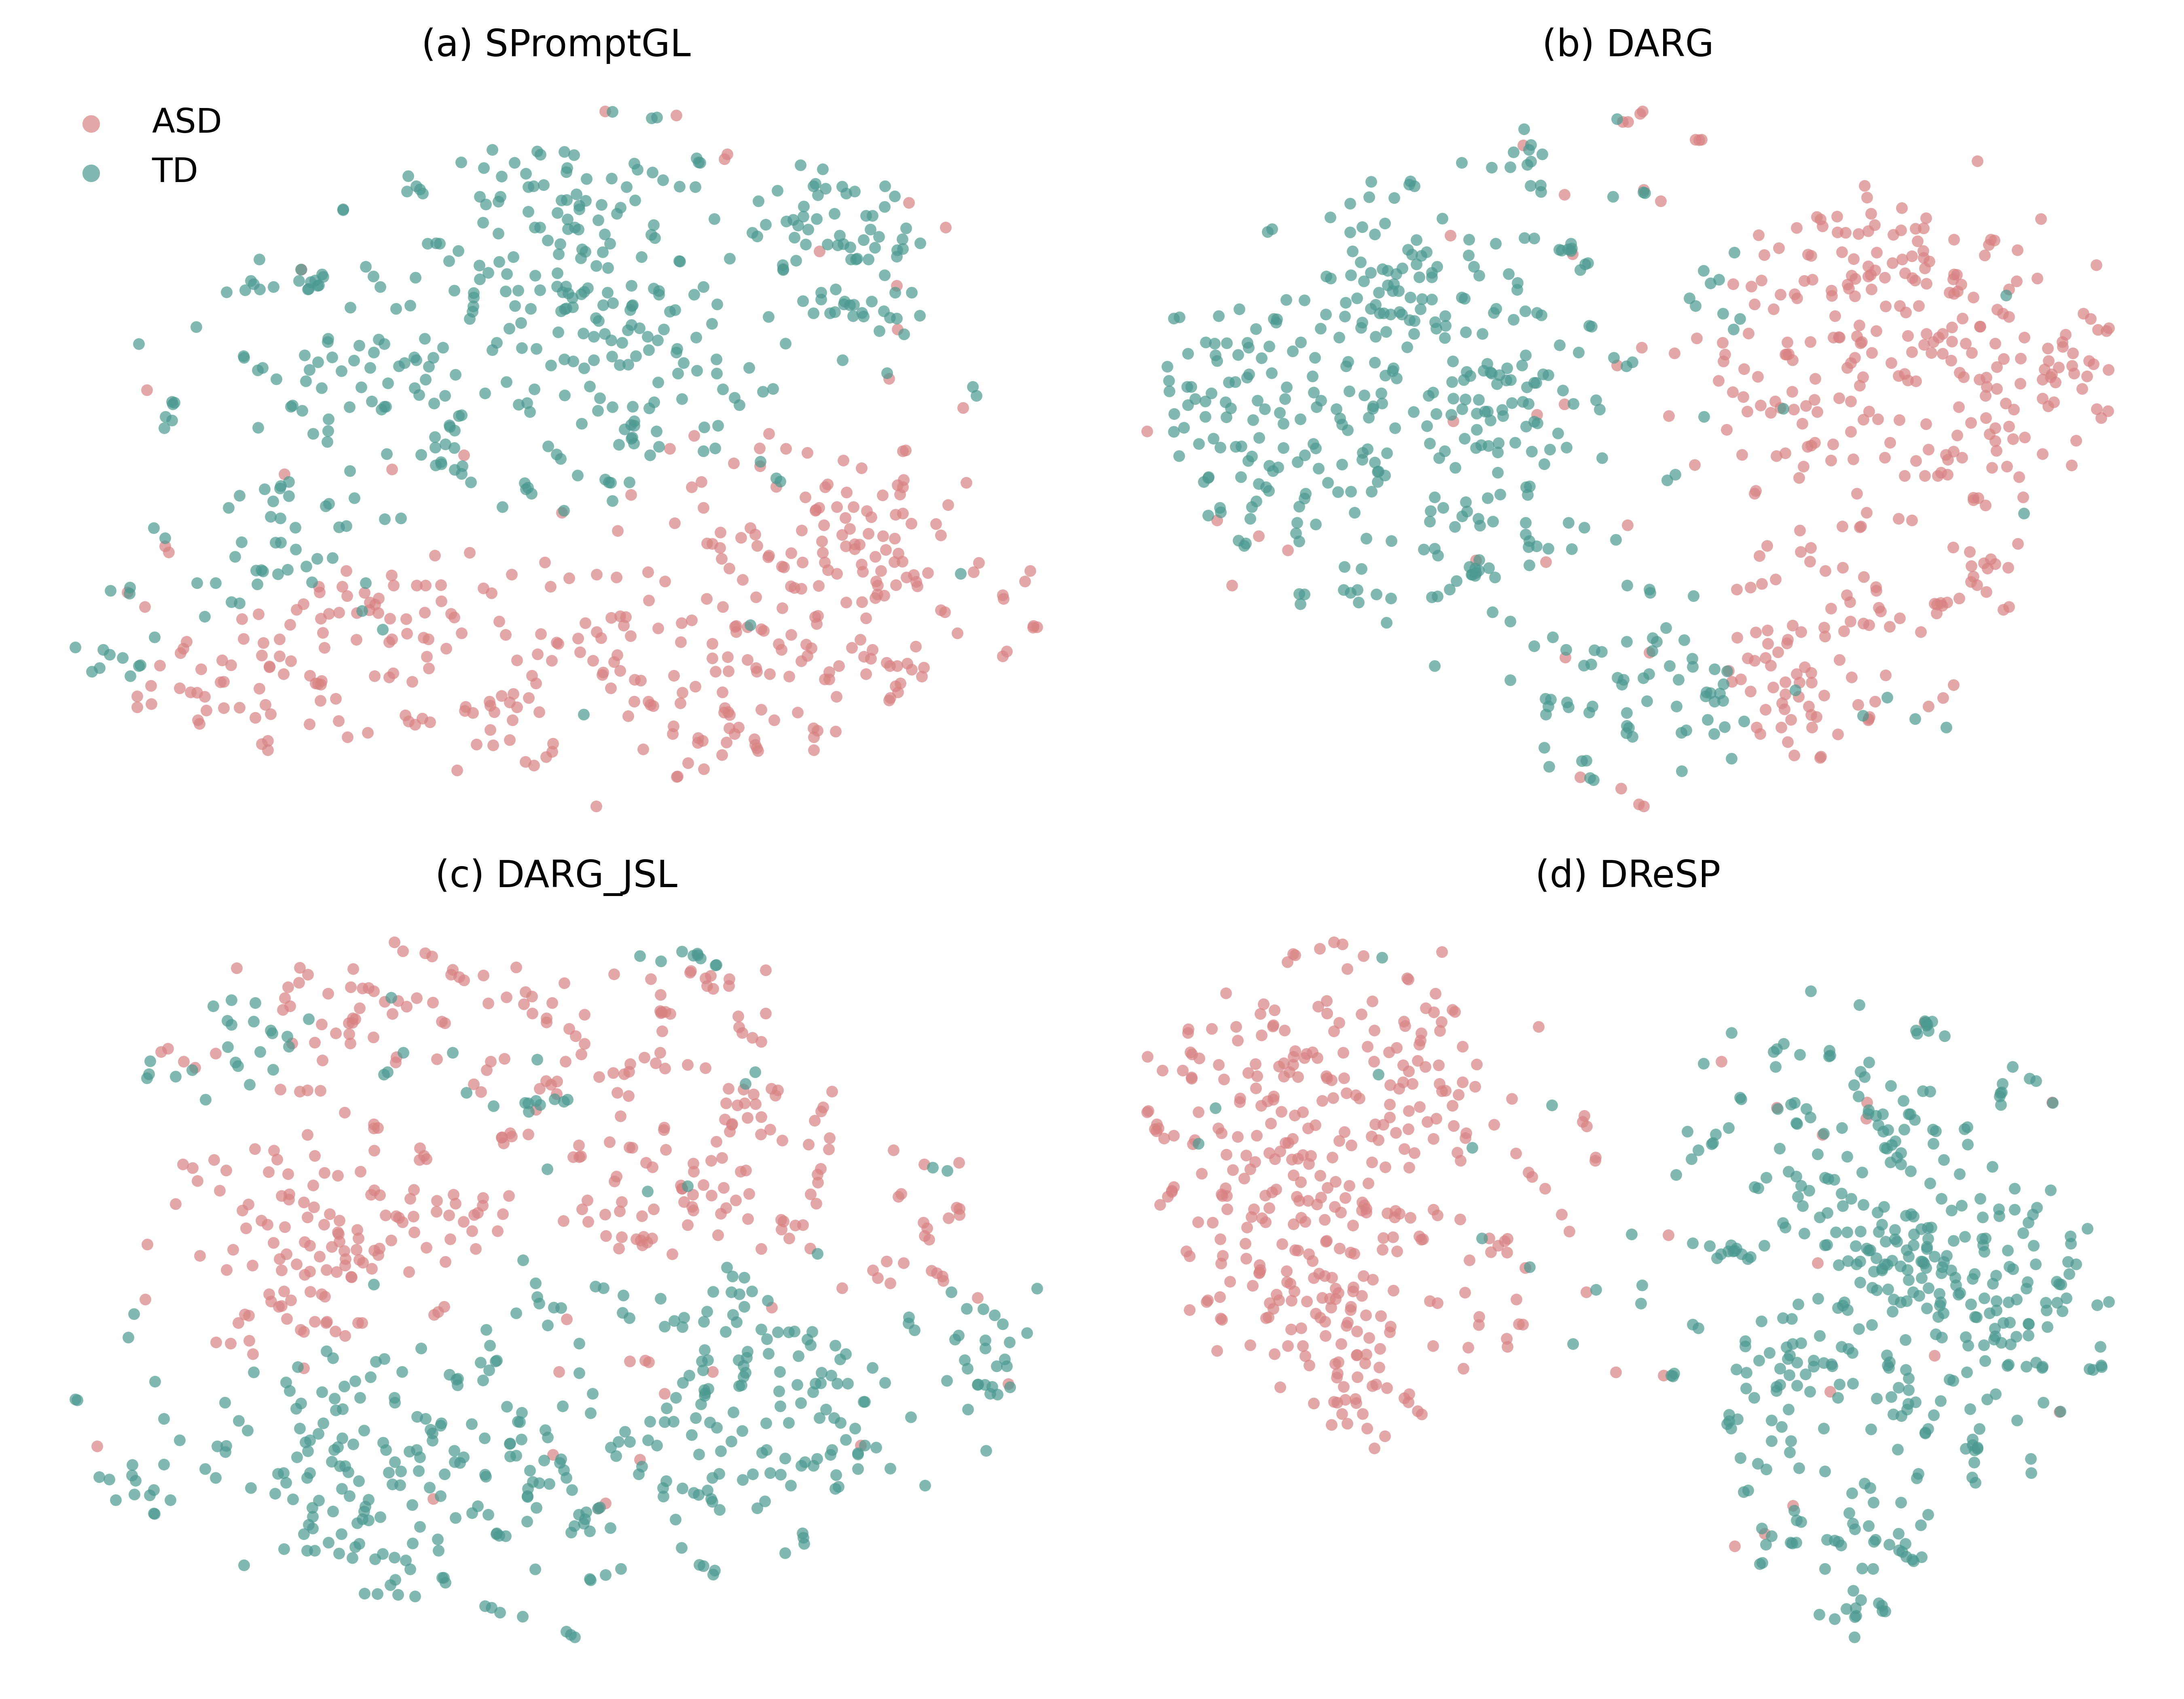 (a) SPromptGL
(b) DARG
ASD
TD
(c) DARG_JSL
(d) DReSP